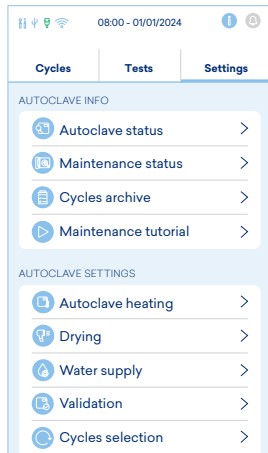 08:00 - 01/01/2024
Cycles Tests Settings
AUTOCLAVE INFO
Autoclave status
Maintenance status
Cycles archive
Maintenance tutorial
AUTOCLAVE SETTINGS
Autoclave heating
Drying
Water supply
Validation
Cycles selection